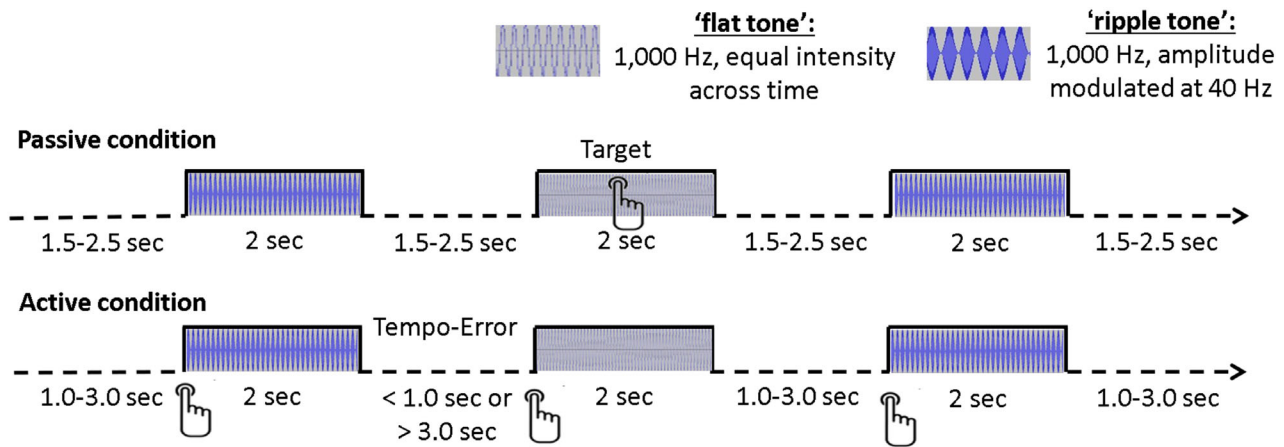 ‘flat tone’:
1,000 Hz, equal intensity
across time
‘ripple tone’:
1,000 Hz, amplitude
modulated at 40 Hz
Passive condition
Target
1.5-2.5 sec 2 sec 1.5-2.5 sec 2 sec 1.5-2.5 sec 2 sec 1.5-2.5 sec
Active condition
Tempo-Error
1.0-3.0 sec 2 sec < 1.0 sec or 2 sec 1.0-3.0 sec 2 sec 1.0-3.0 sec
> 3.0 sec